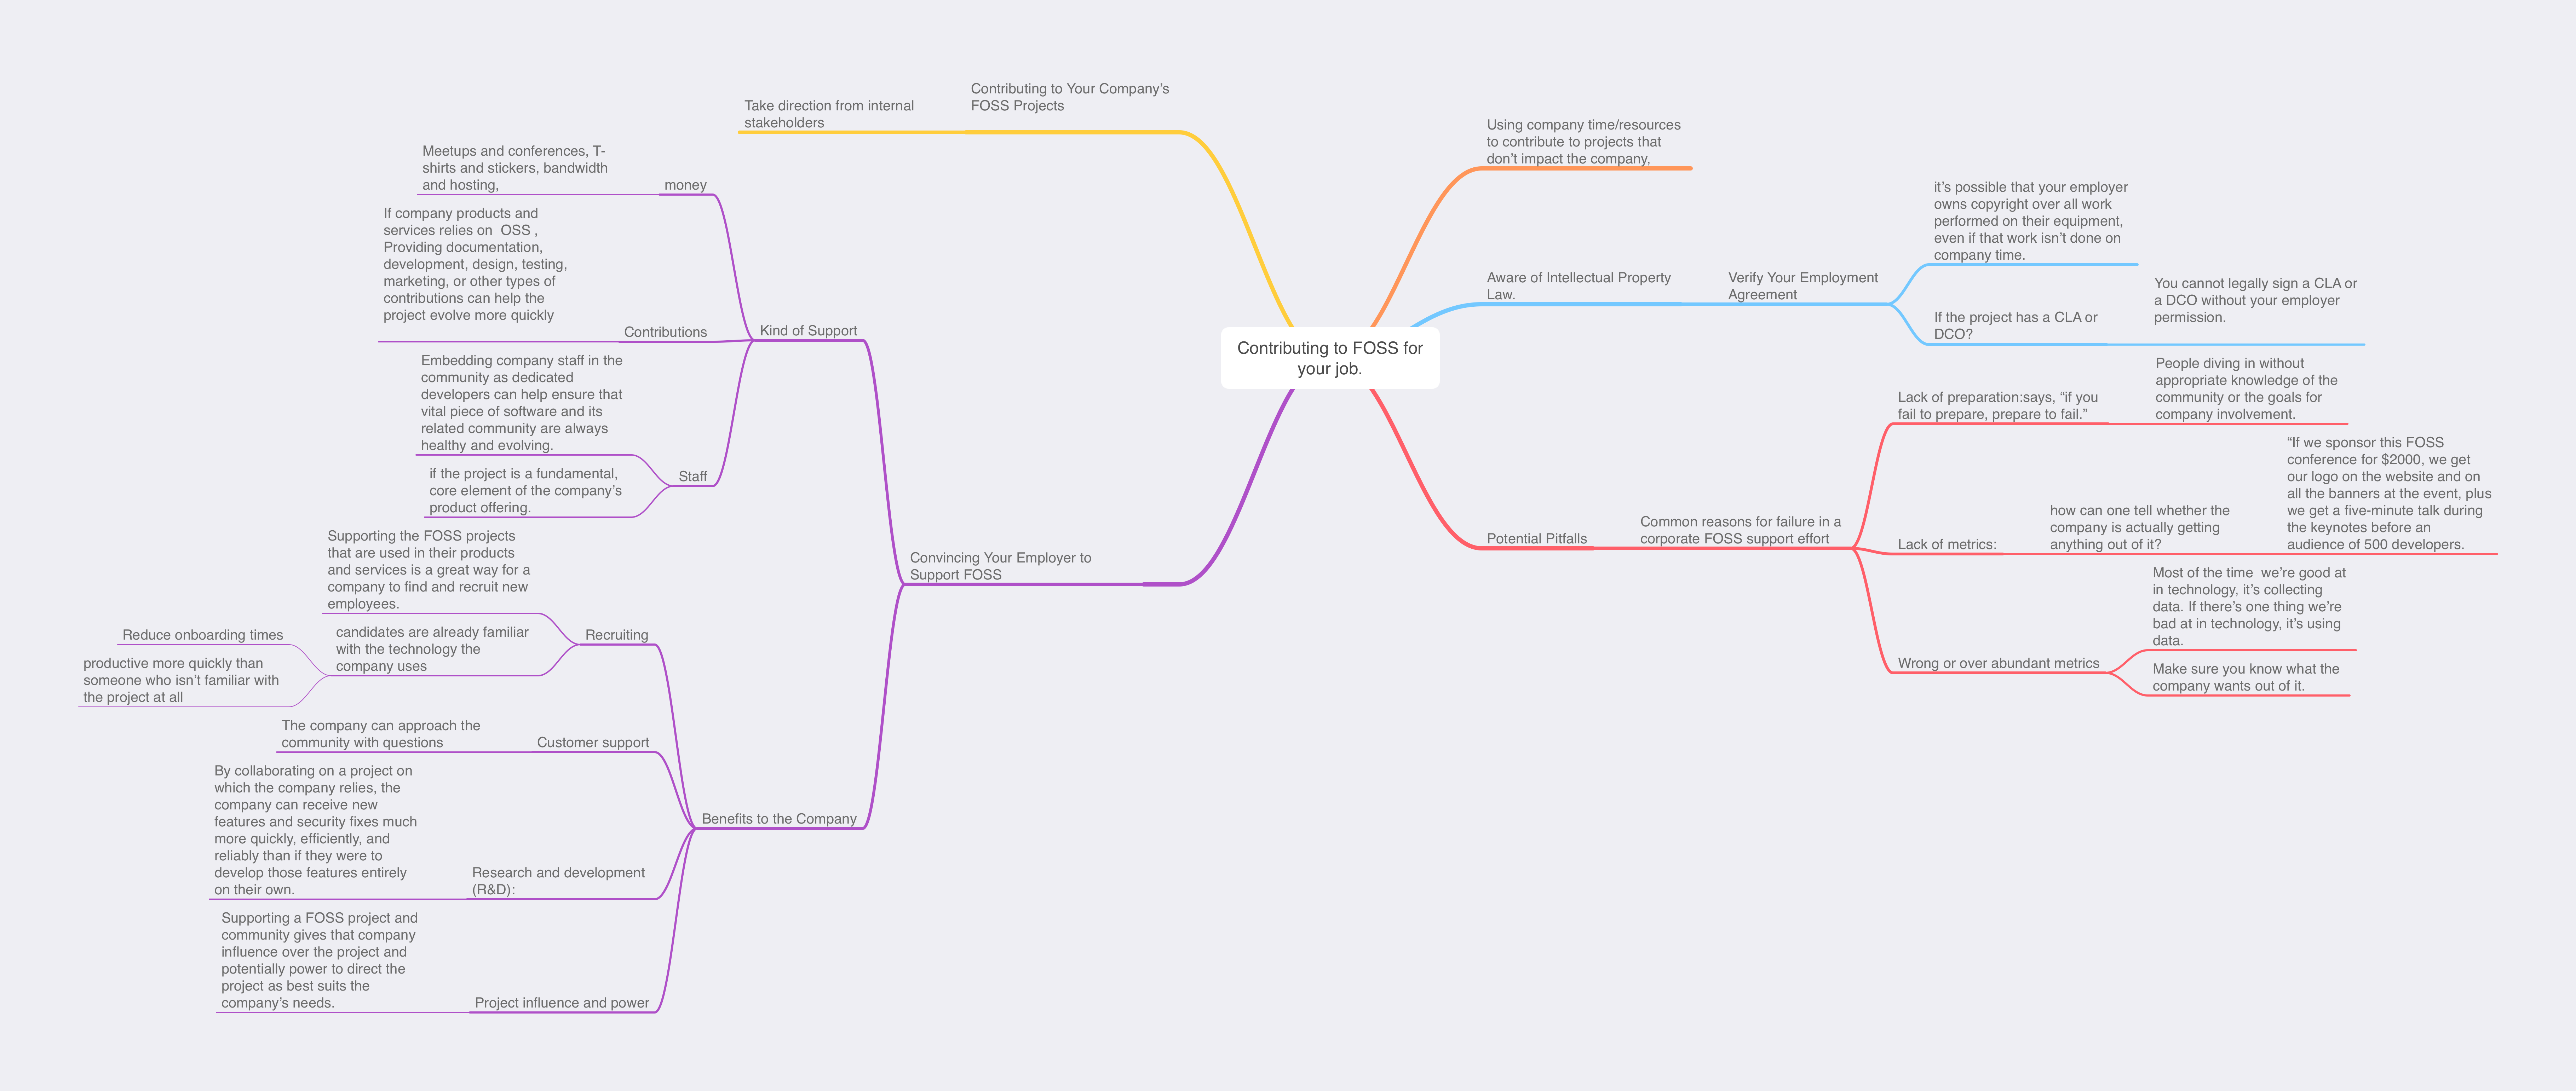 Contributing to FOSS for
your job.
Contributing to Your Company’s
FOSS Projects
Take direction from internal
stakeholders
Using company time/resources
to contribute to projects that
don’t impact the company,
Aware of Intellectual Property
Law.
Verify Your Employment
Agreement
it’s possible that your employer
owns copyright over all work
performed on their equipment,
even if that work isn’t done on
company time.
If the project has a CLA or
DCO?
You cannot legally sign a CLA or
a DCO without your employer
permission.
Potential Pitfalls
Common reasons for failure in a
corporate FOSS support effort
Lack of preparation:says, “if you
fail to prepare, prepare to fail.”
People diving in without
appropriate knowledge of the
community or the goals for
company involvement.
Lack of metrics:
how can one tell whether the
company is actually getting
anything out of it?
“If we sponsor this FOSS
conference for $2000, we get
our logo on the website and on
all the banners at the event, plus
we get a five-minute talk during
the keynotes before an
audience of 500 developers.
Wrong or over abundant metrics
Most of the time  we’re good at
in technology, it’s collecting
data. If there’s one thing we’re
bad at in technology, it’s using
data.
Make sure you know what the
company wants out of it.
Convincing Your Employer to
Support FOSS
Kind of Support
money
Meetups and conferences, T-
shirts and stickers, bandwidth
and hosting,
Contributions
If company products and
services relies on  OSS ,
Providing documentation,
development, design, testing,
marketing, or other types of
contributions can help the
project evolve more quickly
Staff
Embedding company staff in the
community as dedicated
developers can help ensure that
vital piece of software and its
related community are always
healthy and evolving.
if the project is a fundamental,
core element of the company’s
product offering.
Benefits to the Company
Recruiting
Supporting the FOSS projects
that are used in their products
and services is a great way for a
company to find and recruit new
employees.
candidates are already familiar
with the technology the
company uses
Reduce onboarding times
productive more quickly than
someone who isn’t familiar with
the project at all
Customer support
The company can approach the
community with questions
Research and development
(R&D):
By collaborating on a project on
which the company relies, the
company can receive new
features and security fixes much
more quickly, efficiently, and
reliably than if they were to
develop those features entirely
on their own.
Project influence and power
Supporting a FOSS project and
community gives that company
influence over the project and
potentially power to direct the
project as best suits the
company’s needs.